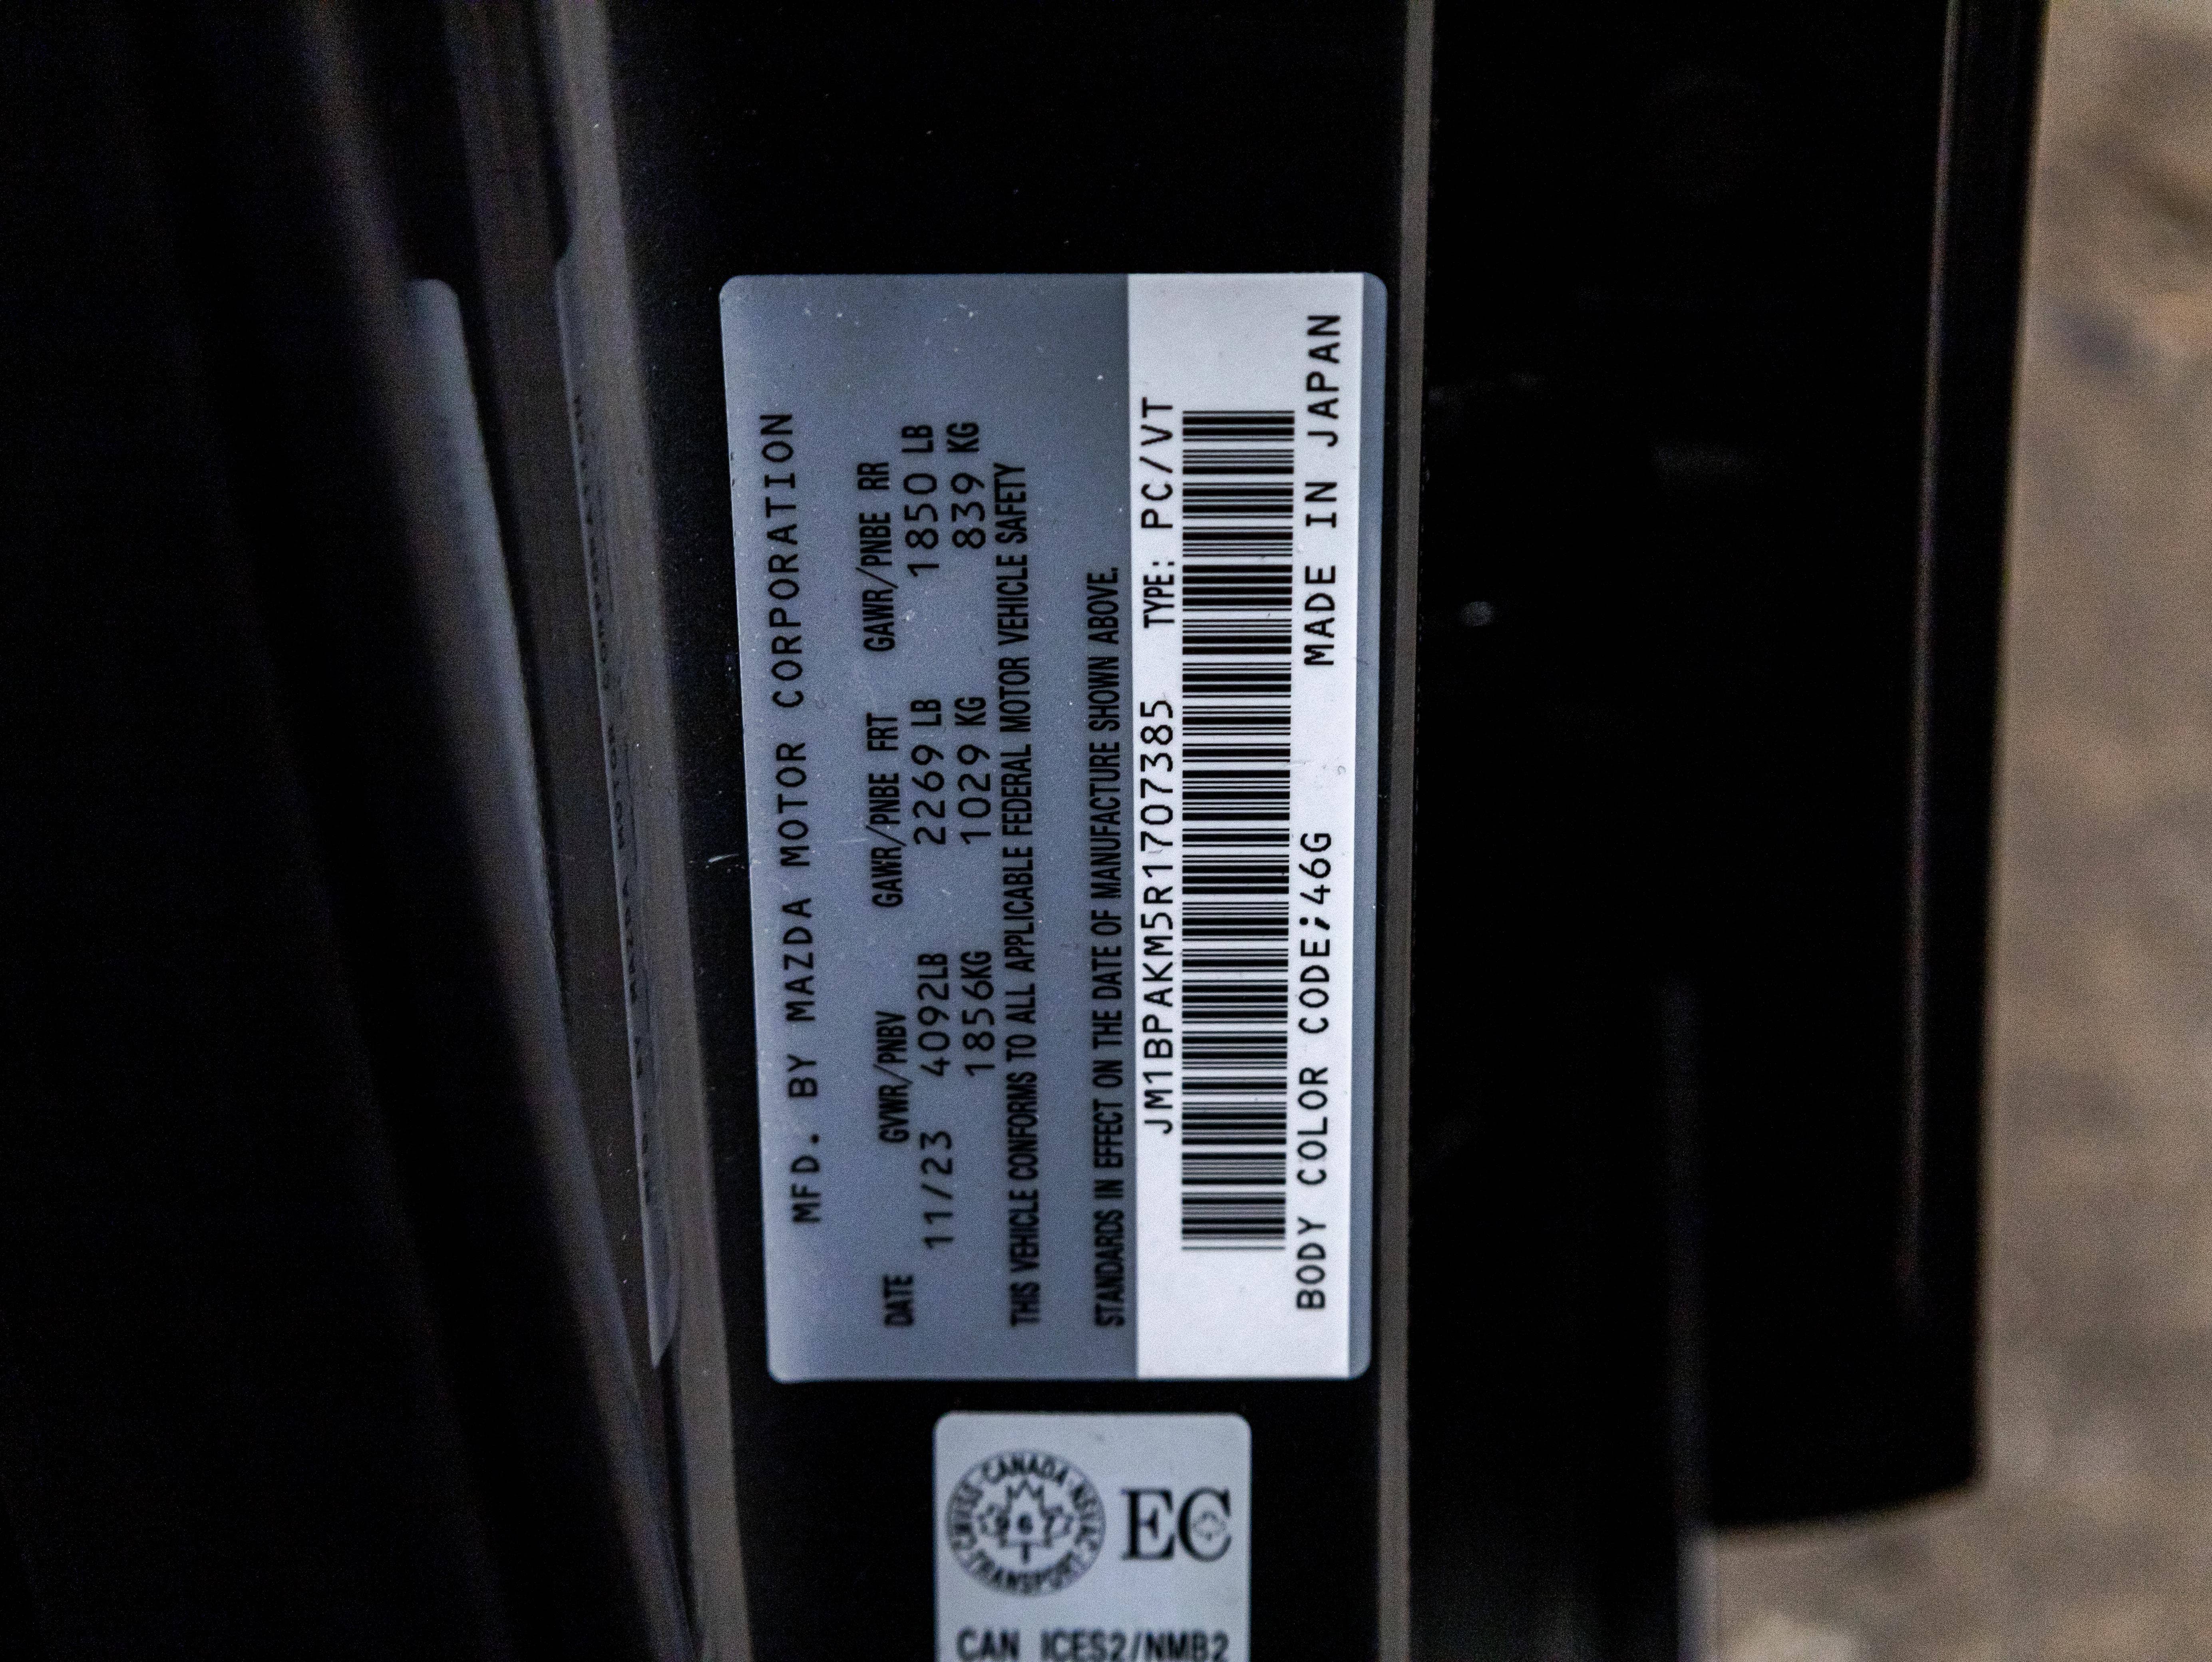 MFD. BY MAZDA MOTOR CORPORATION
DATE GVWR/PNBV GAWR/PNBE FRT GAWR/PNBE RR
11/23 4092LB 2269 LB 1850 LB
1856KG 1029 KG 839 KG
THIS VEHICLE CONFORMS TO ALL APPLICABLE FEDERAL MOTOR VEHICLE SAFETY
STANDARDS IN EFFECT ON THE DATE OF MANUFACTURE SHOWN ABOVE.
JM1BPAKM5R1707385 TYPE: PC/VT
BODY COLOR CODE;46G MADE IN JAPAN
CANADA
TRANSPORT
EC
CAN ICES2/NMB2